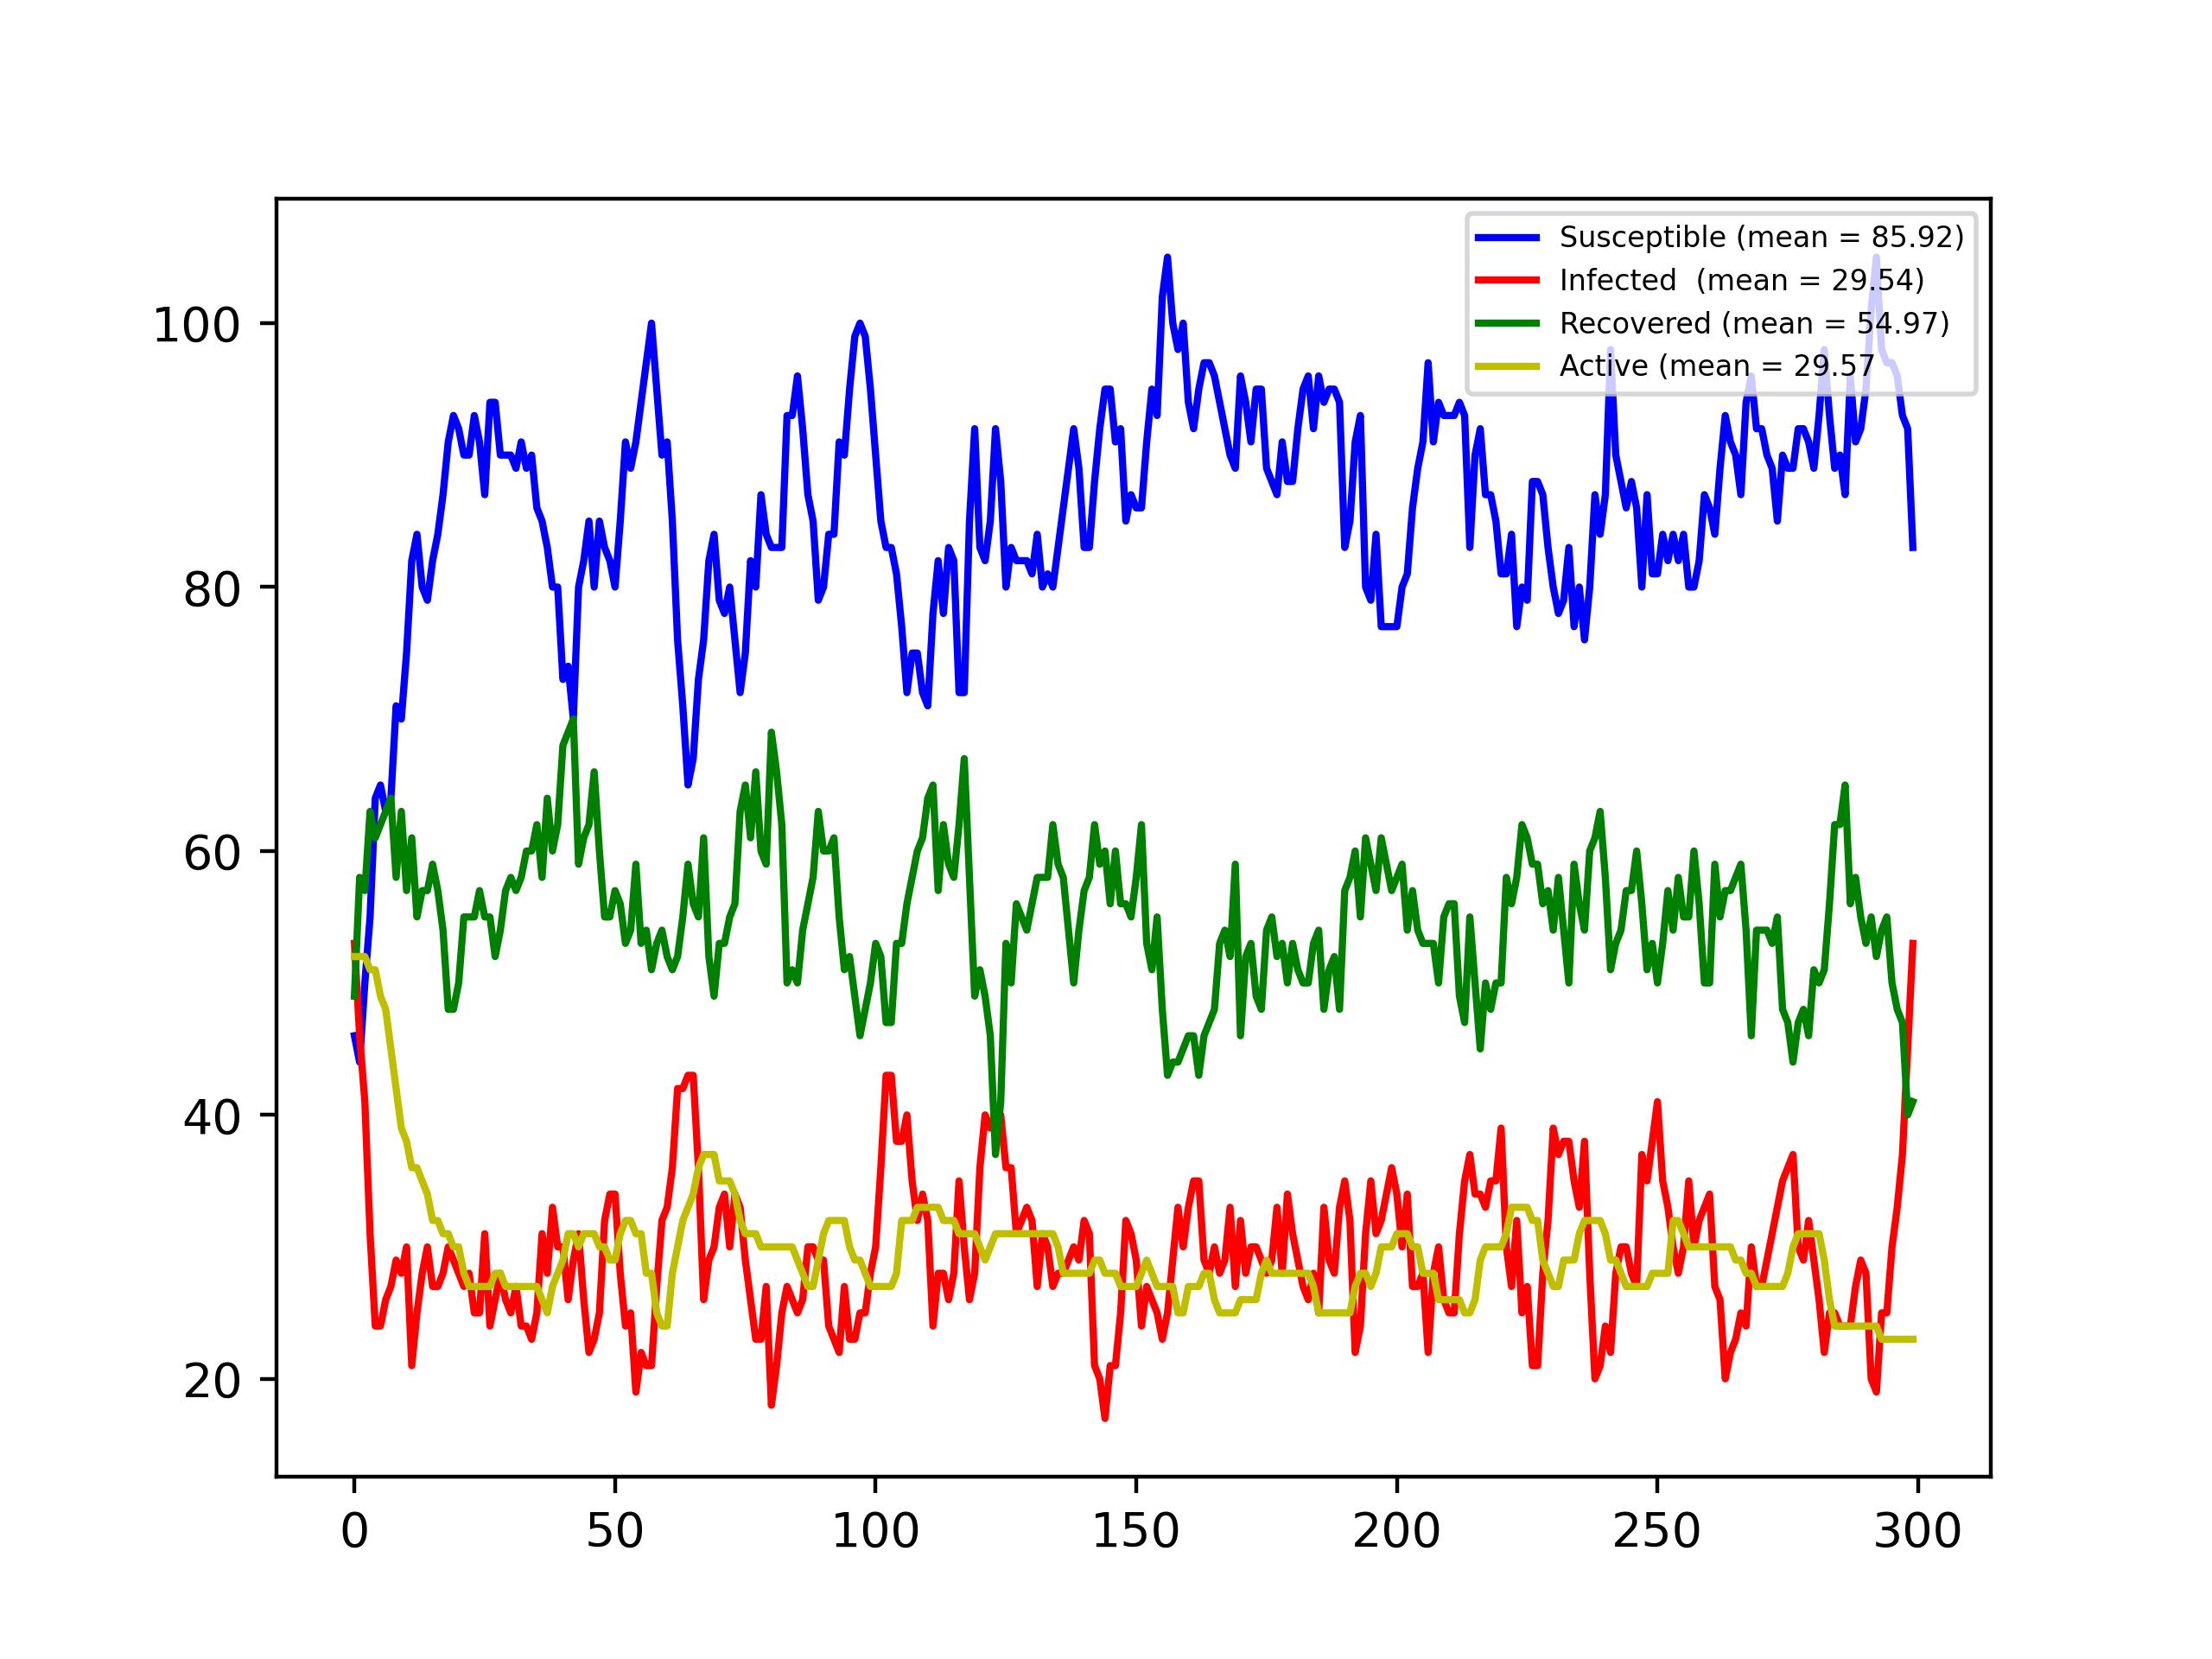 Susceptible (mean = 85.92)
Infected  (mean = 29.54)
Recovered (mean = 54.97)
Active (mean = 29.57
100
80
60
40
20
0 50 100 150 200 250 300